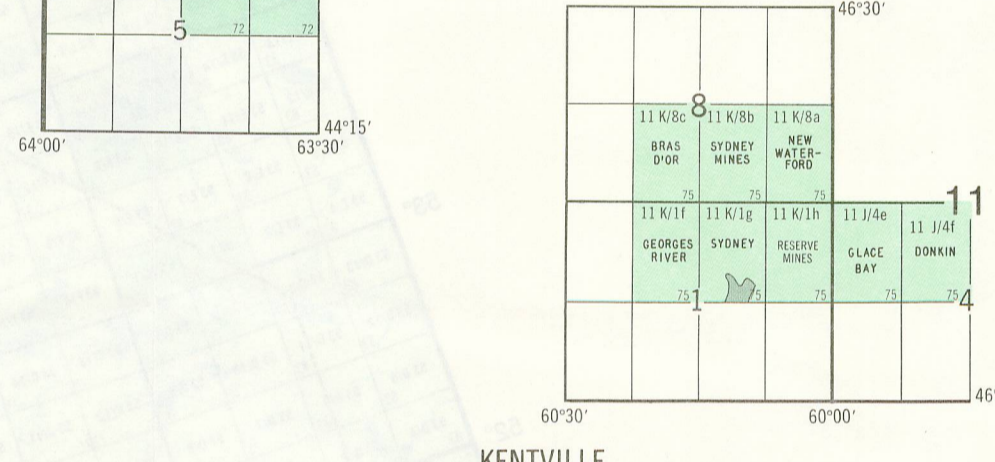 5
72
72
44°15'
64°00'
63°30'
46°30'
8
11 K/8c
11 K/8b
11 K/8a
BRAS
D'OR
SYDNEY
MINES
NEW
WATER-
FORD
75
75
75
11
11 K/1f
11 K/1g
11 K/1h
11 J/4e
11 J/4f
GEORGES
RIVER
SYDNEY
RESERVE
MINES
GLACE
BAY
DONKIN
75
1
75
75
75
75
4
46°
60°30'
60°00'
KENTVILLE